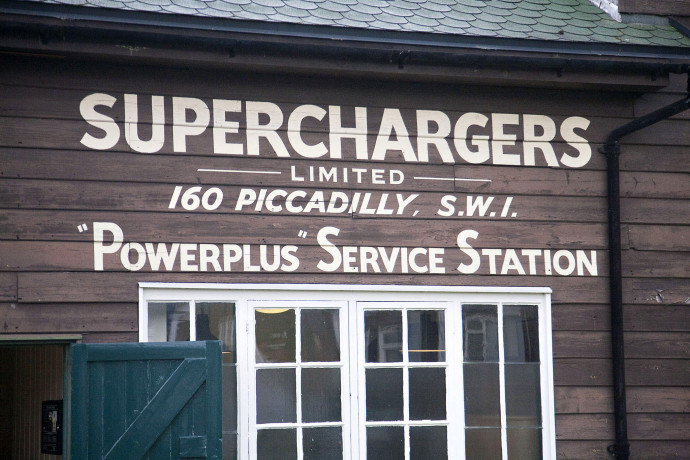 SUPERCHARGERS
LIMITED
160 PICCADILLY, S.W.1.
"POWERPLUS" SERVICE STATION